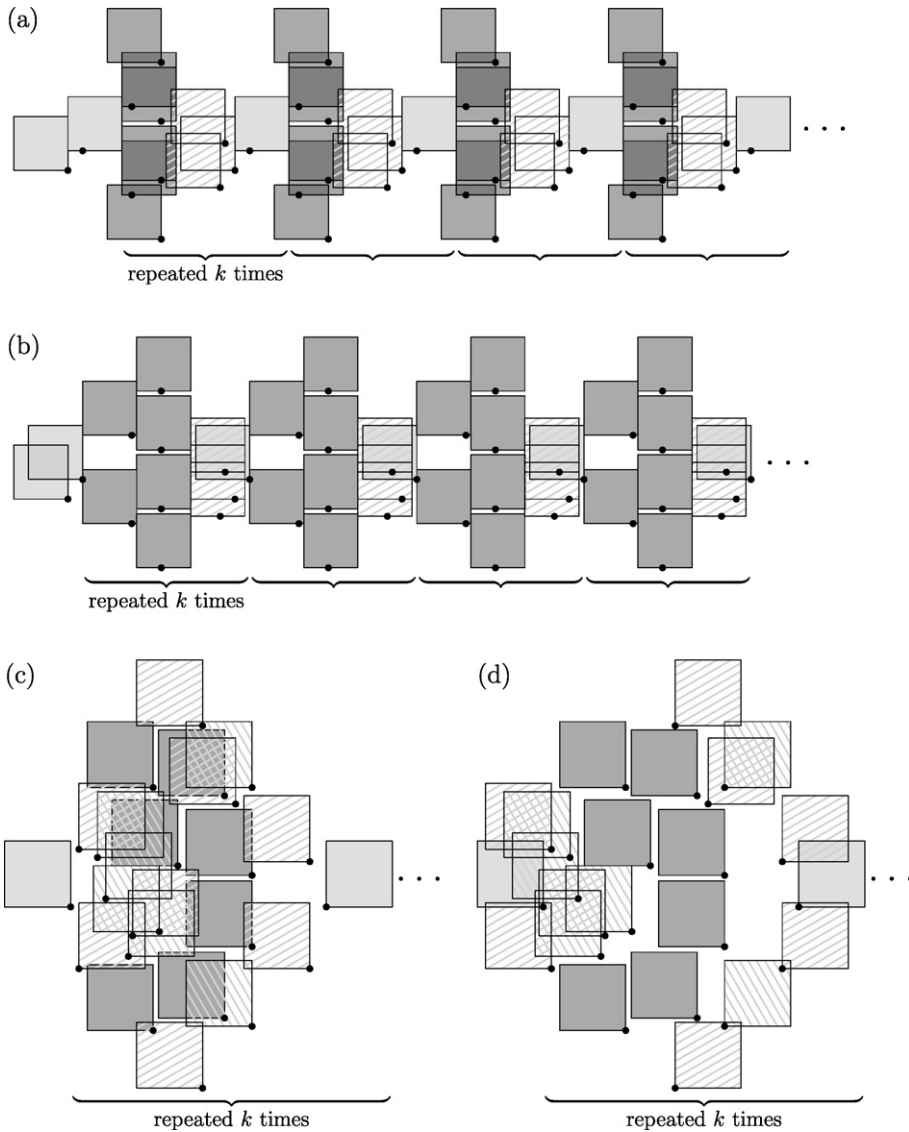 (a)
· · ·
repeated k times
(b)
· · ·
repeated k times
(c)
(d)
· · ·
· · ·
repeated k times
repeated k times